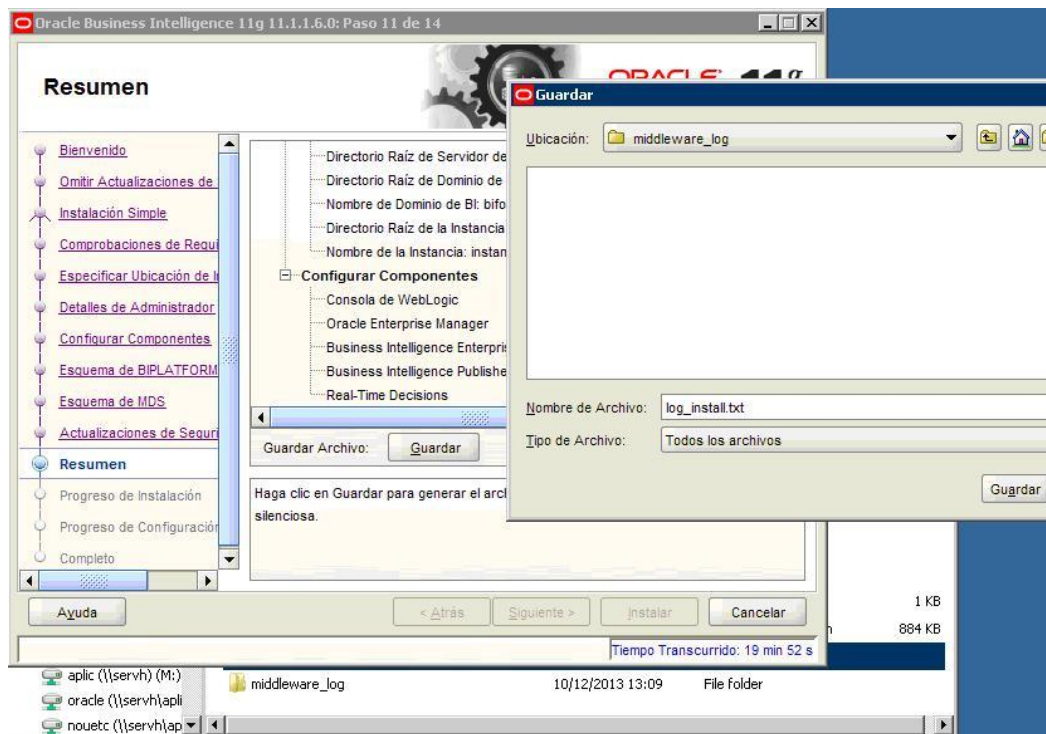 Oracle Business Intelligence 11g 11.1.1.6.0: Paso 11 de 14
Resumen
ORACLE 11g
Bienvenido
Omitir Actualizaciones de
Instalación Simple
Comprobaciones de Requi
Especificar Ubicación de I
Detalles de Administrador
Configurar Componentes
Esquema de BIPLATFORM
Esquema de MDS
Actualizaciones de Seguri
Resumen
Progreso de Instalación
Progreso de Configuración
Completo
Directorio Raíz de Servidor de
Directorio Raíz de Dominio de
Nombre de Dominio de BI: bifo
Directorio Raíz de la Instancia
Nombre de la Instancia: instan
Configurar Componentes
Consola de WebLogic
Oracle Enterprise Manager
Business Intelligence Enterpris
Business Intelligence Publishe
Real-Time Decisions
Guardar Archivo: Guardar
Haga clic en Guardar para generar el arc
silenciosa.
Ayuda
< Atrás
Siguiente >
Instalar
Cancelar
Tiempo Transcurrido: 19 min 52 s
Guardar
Ubicación: middleware_log
Nombre de Archivo: log_install.txt
Tipo de Archivo: Todos los archivos
Guardar
1 KB
884 KB
aplic (\\servh) (M:)
oracle (\\servh\apli
nouetc (\\servh\ap
middleware_log 10/12/2013 13:09 File folder